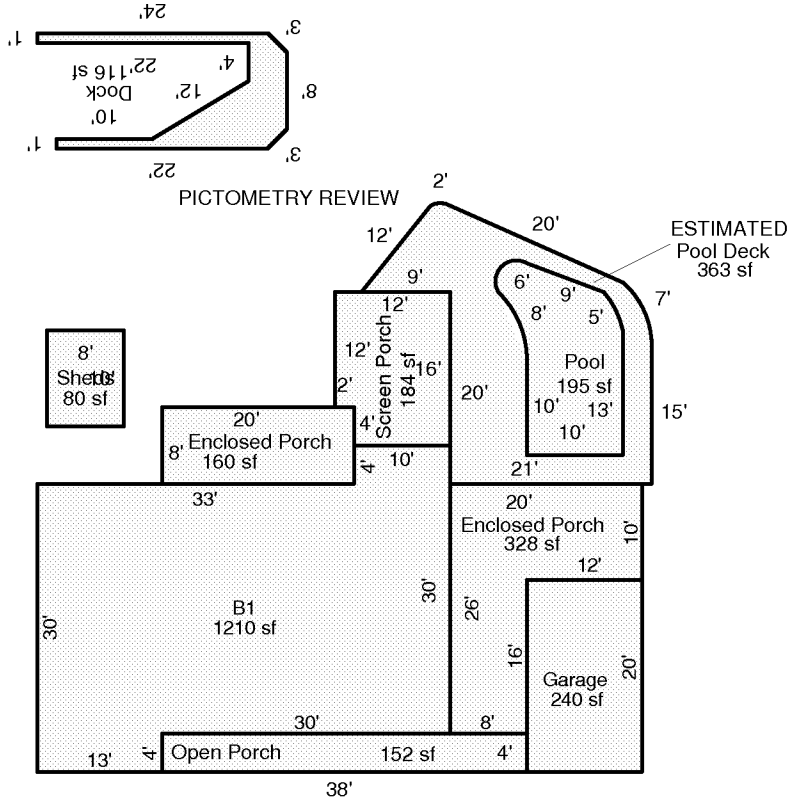 24'
3'
1'
4'
22' 116 sf
12'
8'
Dock
10'
1'
22'
3'
PICTOMETRY REVIEW
2'
12'
20'
ESTIMATED
Pool Deck
363 sf
9'
6'
9'
7'
12'
8'
5'
8'
Sheds 10'
80 sf
12'
Screen Porch
184 sf
16'
2'
Pool
195 sf
20'
10'
13'
15'
20'
4'
10'
8'
Enclosed Porch
160 sf
4'
10'
21'
33'
20'
Enclosed Porch
328 sf
10'
12'
30'
B1
1210 sf
30'
26'
16'
20'
Garage
240 sf
30'
8'
13'
4'
Open Porch
152 sf
4'
38'